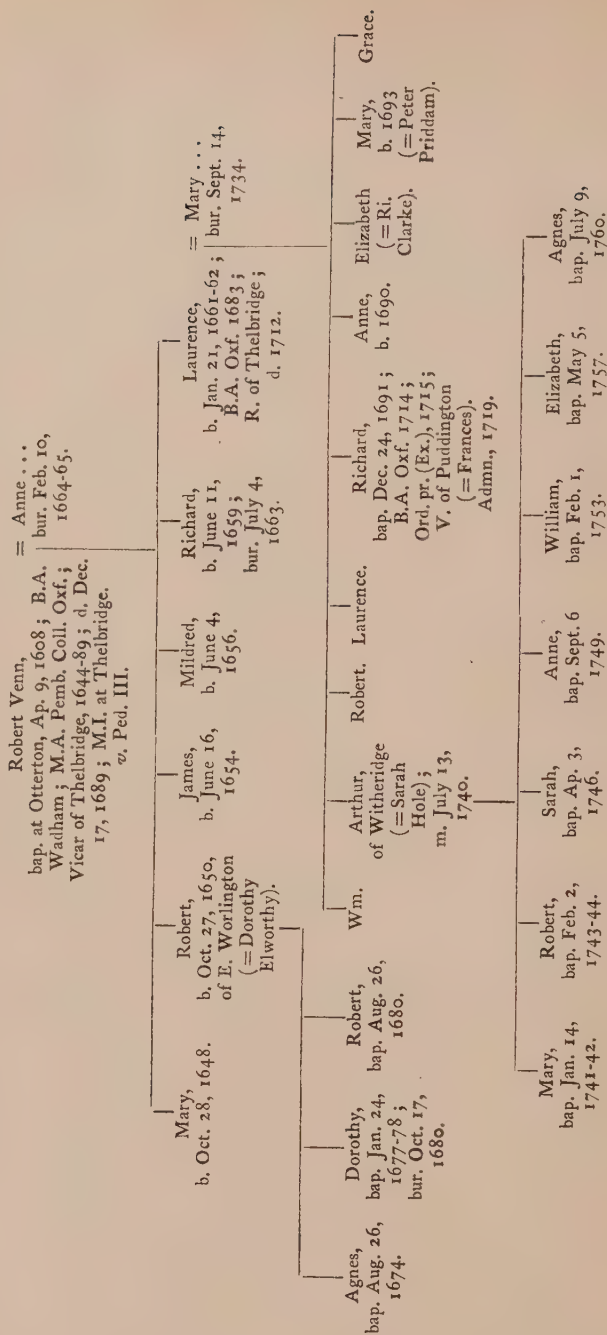 Robert Venn,
bap. at Otterton, Ap. 9, 1608 ; B.A.
Wadham ; M.A. Pemb. Coll. Oxf. ;
Vicar of Thelbridge, 1644-89 ; d. Dec.
17, 1689 ; M.I. at Thelbridge.
v. Ped. III.
= Anne ...
bur. Feb. 10,
1664-65.
Mary,
b. Oct. 28, 1648.
Robert,
b. Oct. 27, 1650,
of E. Worlington
(=Dorothy
Elworthy).
James,
b. June 16,
1654.
Mildred,
b. June 4,
1656.
Richard,
b. June 11,
1659 ;
bur. July 4,
1663.
Laurence,
b. Jan. 21, 1661-62 ;
B.A. Oxf. 1683 ;
R. of Thelbridge ;
d. 1712.
= Mary ...
bur. Sept. 14,
1734.
Agnes,
bap. Aug. 26,
1674.
Dorothy,
bap. Jan. 24,
1677-78 ;
bur. Oct. 17,
1680.
Robert,
bap. Aug. 26,
1680.
Wm.
Arthur,
of Witheridge
(=Sarah
Hole) ;
m. July 13,
1740.
Robert.
Laurence.
Richard,
bap. Dec. 24, 1691 ;
B.A. Oxf. 1714 ;
Ord. pr. (Ex.), 1715 ;
V. of Puddington
(=Frances).
Admn., 1719.
Anne,
b. 1690.
Elizabeth
(=Ri.
Clarke).
Mary,
b. 1693
(=Peter
Priddam).
Grace.
Mary,
bap. Jan. 14,
1741-42.
Robert,
bap. Feb. 2,
1743-44.
Sarah,
bap. Ap. 3,
1746.
Anne,
bap. Sept. 6
1749.
William,
bap. Feb. 1,
1753.
Elizabeth,
bap. May 5,
1757.
Agnes,
bap. July 9,
1760.